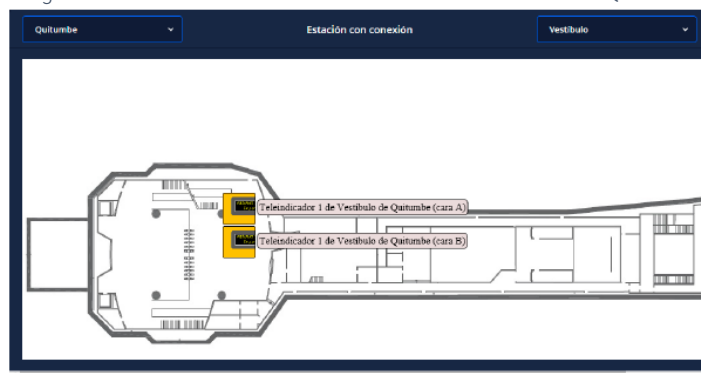 Quitumbe
Estación con conexión
Vestíbulo
Teleindicador 1 de Vestíbulo de Quitumbe (cara A)
Teleindicador 1 de Vestíbulo de Quitumbe (cara B)